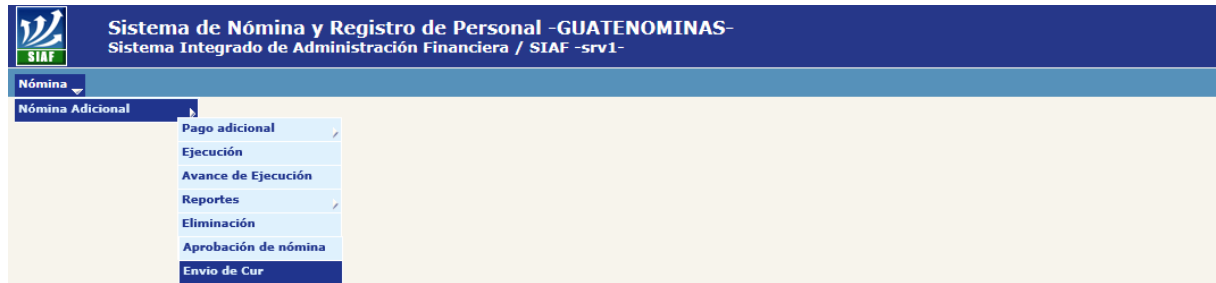 SIAF
Sistema de Nómina y Registro de Personal -GUATENOMINAS-
Sistema Integrado de Administración Financiera / SIAF -srv1-
Nómina
Nómina Adicional
Pago adicional
Ejecución
Avance de Ejecución
Reportes
Eliminación
Aprobación de nómina
Envio de Cur